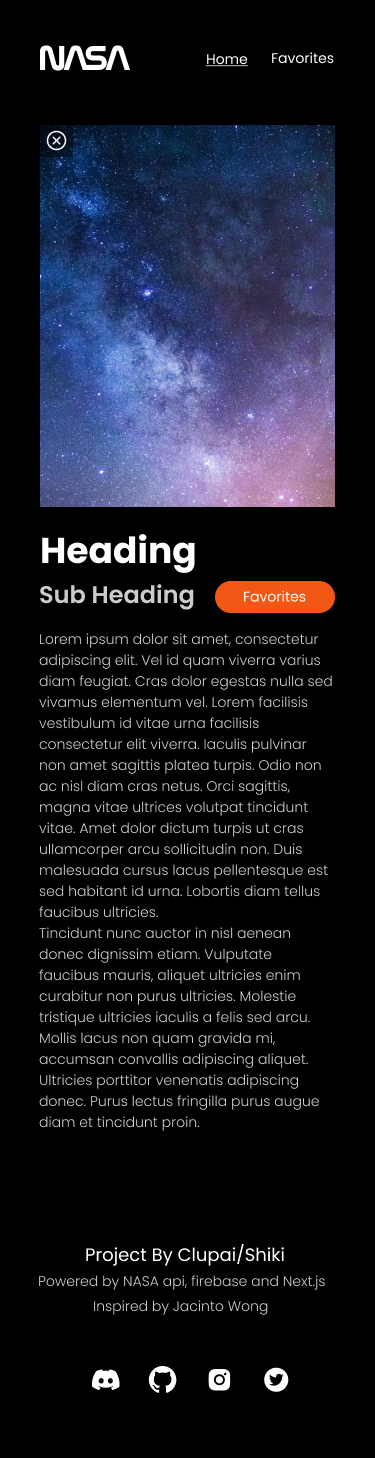 NASA
Home Favorites
Heading
Sub Heading
Favorites
Lorem ipsum dolor sit amet, consectetur
adipiscing elit. Vel id quam viverra varius
diam feugiat. Cras dolor egestas nulla sed
vivamus elementum vel. Lorem facilisis
vestibulum id vitae urna facilisis
consectetur elit viverra. Iaculis pulvinar
non amet sagittis platea turpis. Odio non
ac nisl diam cras netus. Orci sagittis,
magna vitae ultrices volutpat tincidunt
vitae. Amet dolor dictum turpis ut cras
ullamcorper arcu sollicitudin non. Duis
malesuada cursus lacus pellentesque est
sed habitant id urna. Lobortis diam tellus
faucibus ultricies.
Tincidunt nunc auctor in nisl aenean
donec dignissim etiam. Vulputate
faucibus mauris, aliquet ultricies enim
curabitur non purus ultricies. Molestie
tristique ultricies iaculis a felis sed arcu.
Mollis lacus non quam gravida mi,
accumsan convallis adipiscing aliquet.
Ultricies porttitor venenatis adipiscing
donec. Purus lectus fringilla purus augue
diam et tincidunt proin.
Project By Clupai/Shiki
Powered by NASA api, firebase and Next.js
Inspired by Jacinto Wong